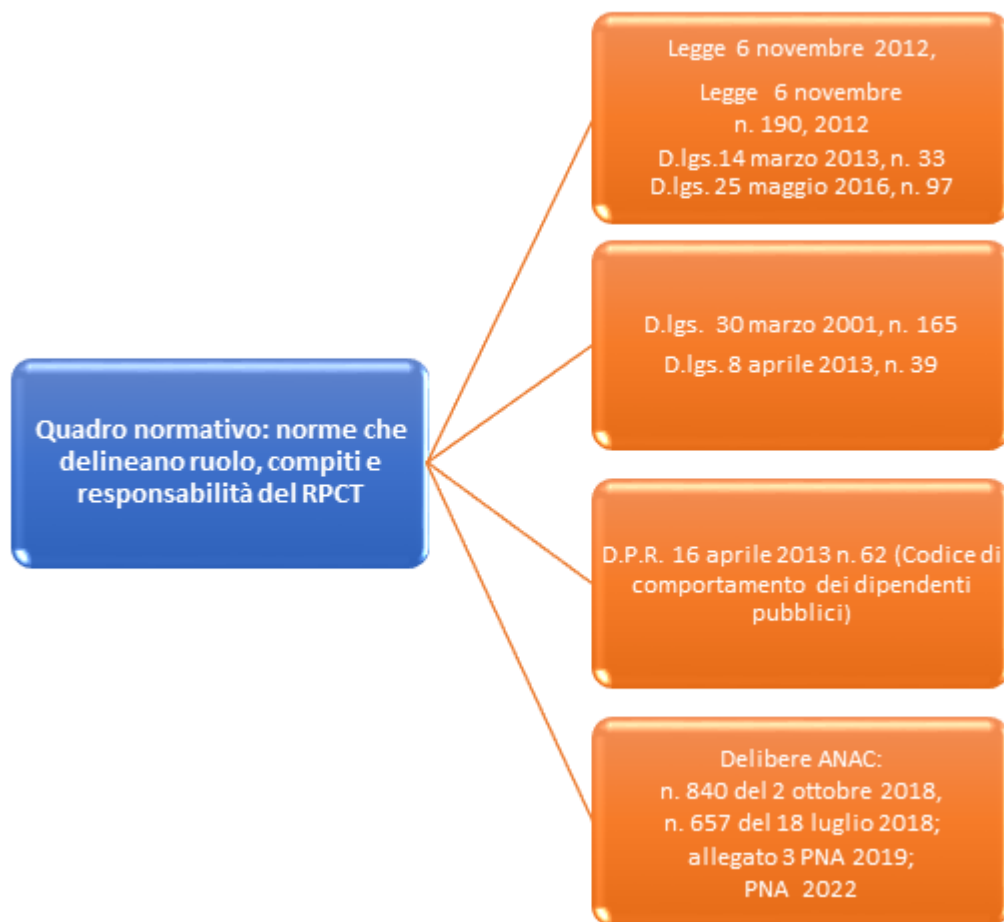 Quadro normativo: norme che
delineano ruolo, compiti e
responsabilità del RPCT
Legge 6 novembre 2012,
Legge 6 novembre
n. 190, 2012
D.lgs.14 marzo 2013, n. 33
D.lgs. 25 maggio 2016, n. 97
D.lgs. 30 marzo 2001, n. 165
D.lgs. 8 aprile 2013, n. 39
D.P.R. 16 aprile 2013 n. 62 (Codice di
comportamento dei dipendenti
pubblici)
Delibere ANAC:
n. 840 del 2 ottobre 2018,
n. 657 del 18 luglio 2018;
allegato 3 PNA 2019;
PNA 2022